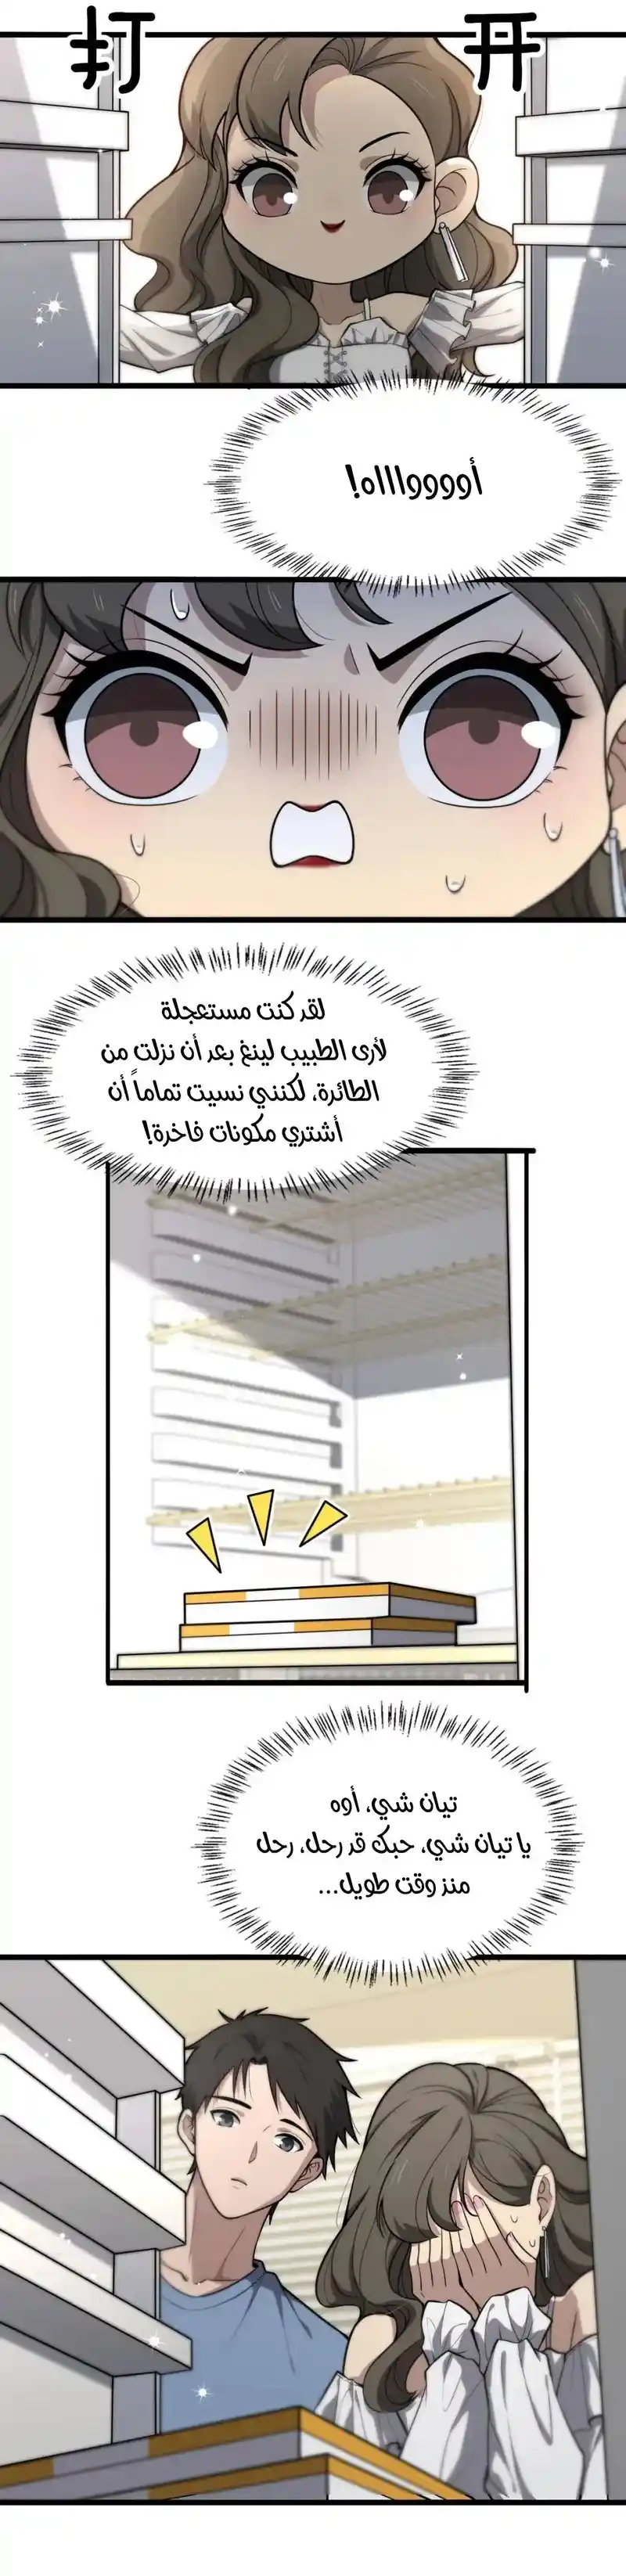 打开
أووووااااه!
لقد كنت مستعجلة
لأرى الطبيب لينغ بعد أن نزلت من
الطائرة، لكنني نسيت تماماً أن
أشتري مكونات فاخرة!
تيان شي، أوه
يا تيان شي، حبك قد رحل، رحل
منذ وقت طويل...